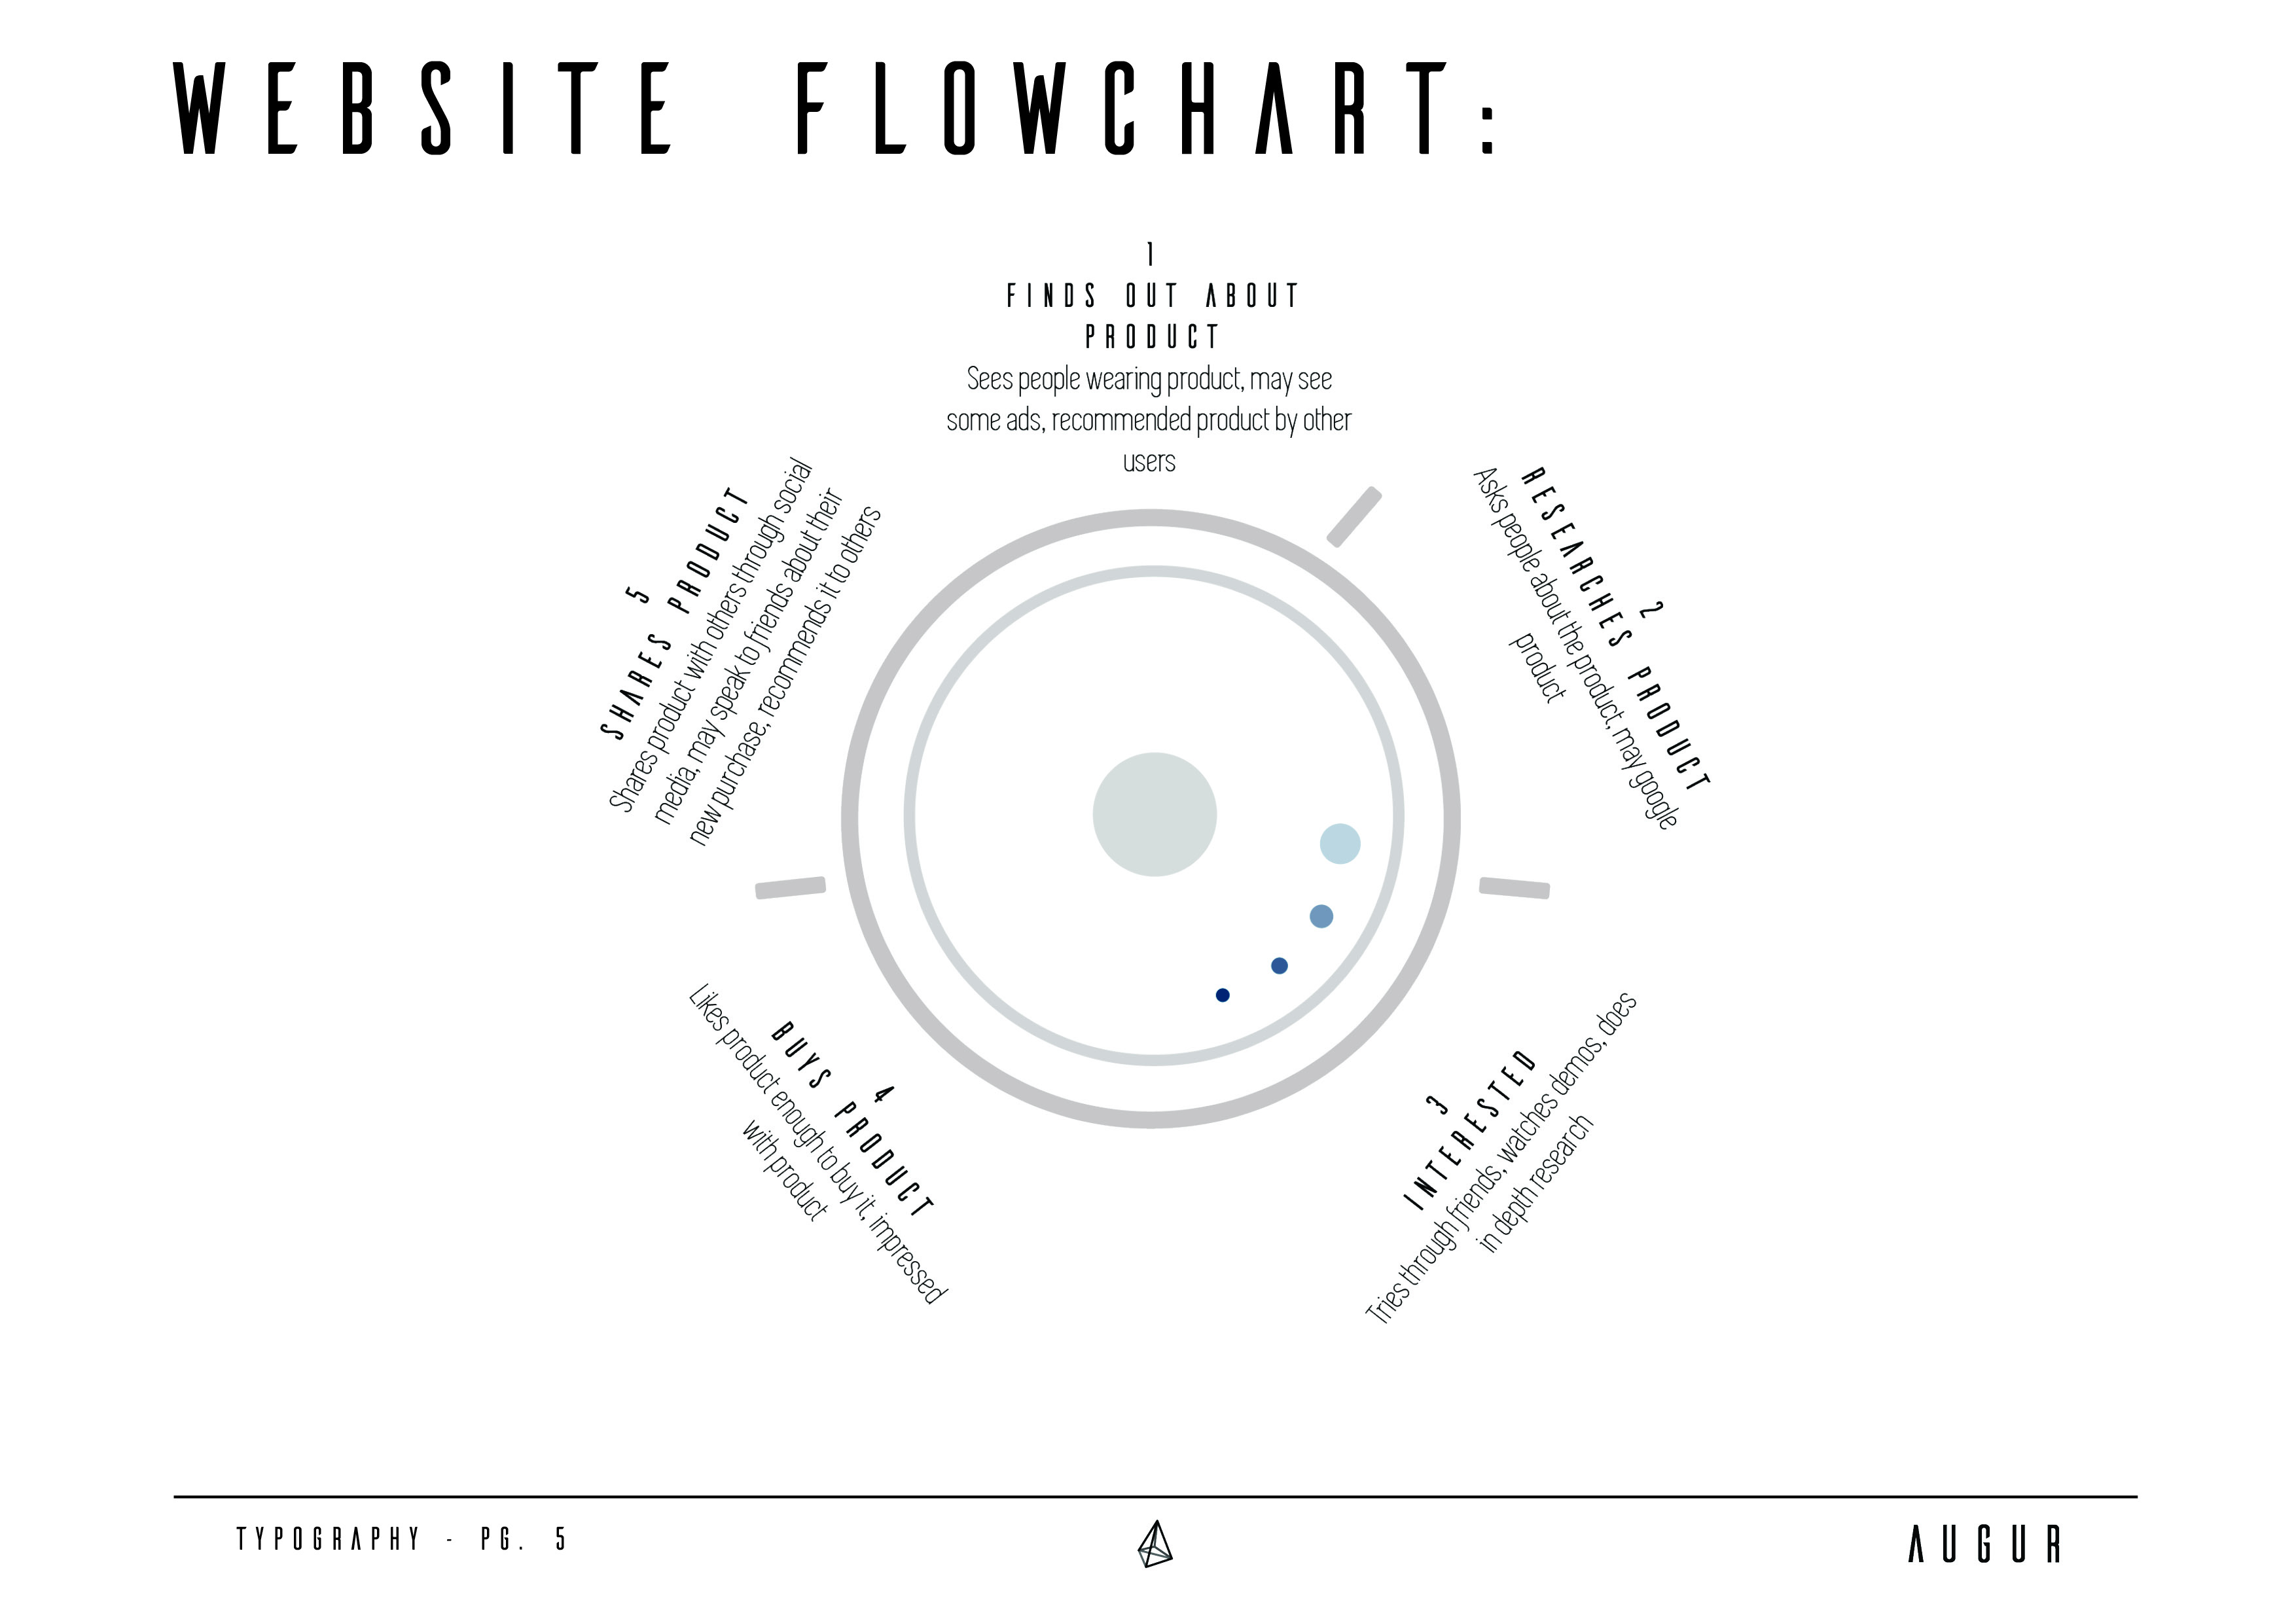 WEBSITE FLOWCHART:
1
FINDS OUT ABOUT
PRODUCT
Sees people wearing product, may see
some ads, recommended product by other
users
2
RESEARCHES PRODUCT
Asks people about the product, may google
product
3
INTERESTED
Tries through friends, watches demos, does
in depth research
4
BUYS PRODUCT
Likes product enough to buy it, impressed
with product
5
SHARES PRODUCT
Shares product with others through social
media, may speak to friends about their
new purchase, recommends it to others
TYPOGRAPHY - PG. 5
AUGUR